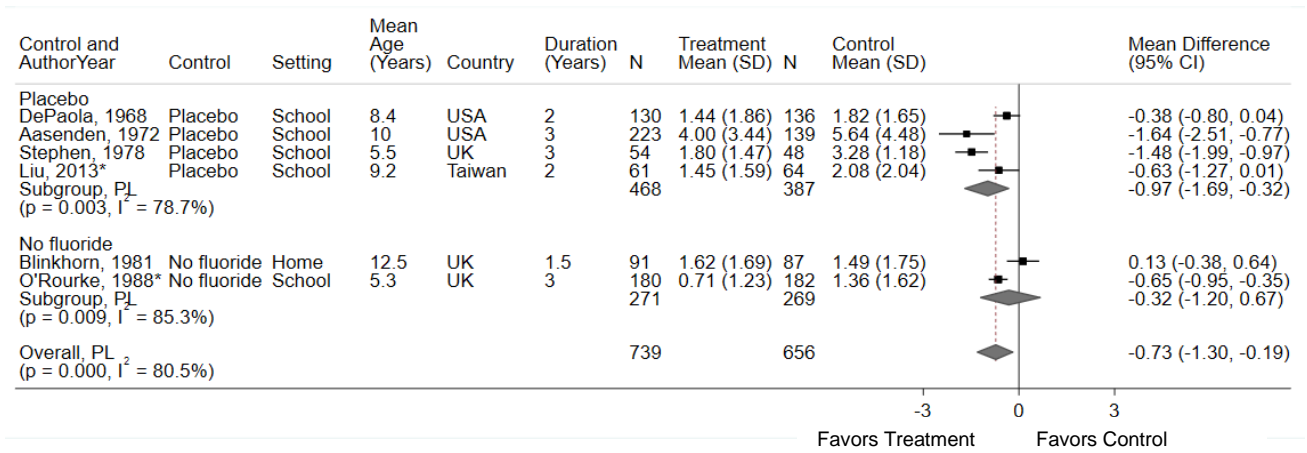 Control and AuthorYear Control Setting Mean Age (Years) Country Duration (Years) N Treatment Mean (SD) N Control Mean (SD) Mean Difference (95% CI)
Placebo
DePaola, 1968 Placebo School 8.4 USA 2 130 1.44 (1.86) 136 1.82 (1.65) -0.38 (-0.80, 0.04)
Aasenden, 1972 Placebo School 10 USA 3 223 4.00 (3.44) 139 5.64 (4.48) -1.64 (-2.51, -0.77)
Stephen, 1978 Placebo School 5.5 UK 3 54 1.80 (1.47) 48 3.28 (1.18) -1.48 (-1.99, -0.97)
Liu, 2013* Placebo School 9.2 Taiwan 2 61 1.45 (1.59) 64 2.08 (2.04) -0.63 (-1.27, 0.01)
Subgroup, PL 468 387 -0.97 (-1.69, -0.32)
(p = 0.003, I² = 78.7%)
No fluoride
Blinkhorn, 1981 No fluoride Home 12.5 UK 1.5 91 1.62 (1.69) 87 1.49 (1.75) 0.13 (-0.38, 0.64)
O'Rourke, 1988* No fluoride School 5.3 UK 3 180 0.71 (1.23) 182 1.36 (1.62) -0.65 (-0.95, -0.35)
Subgroup, PL 271 269 -0.32 (-1.20, 0.67)
(p = 0.009, I² = 85.3%)
Overall, PL 739 656 -0.73 (-1.30, -0.19)
(p = 0.000, I² = 80.5%)
-3 0 3
Favors Treatment Favors Control